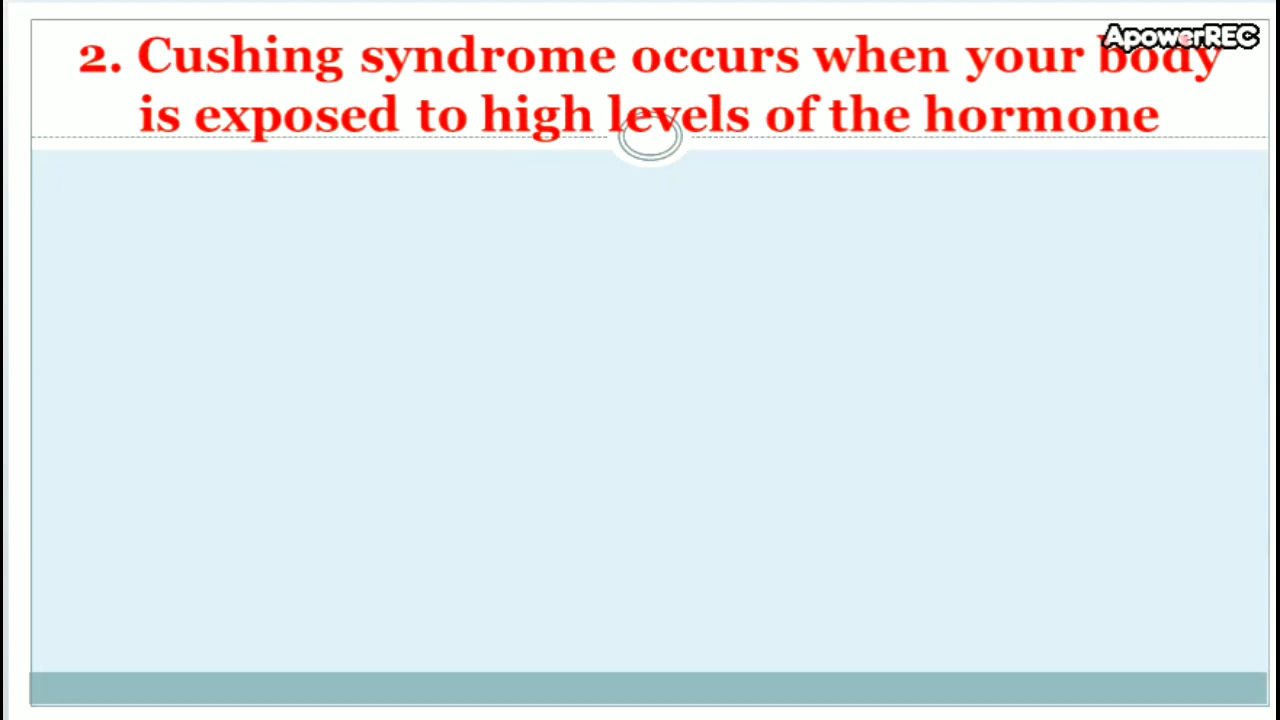 2. Cushing syndrome occurs when your body
is exposed to high levels of the hormone
ApowerREC